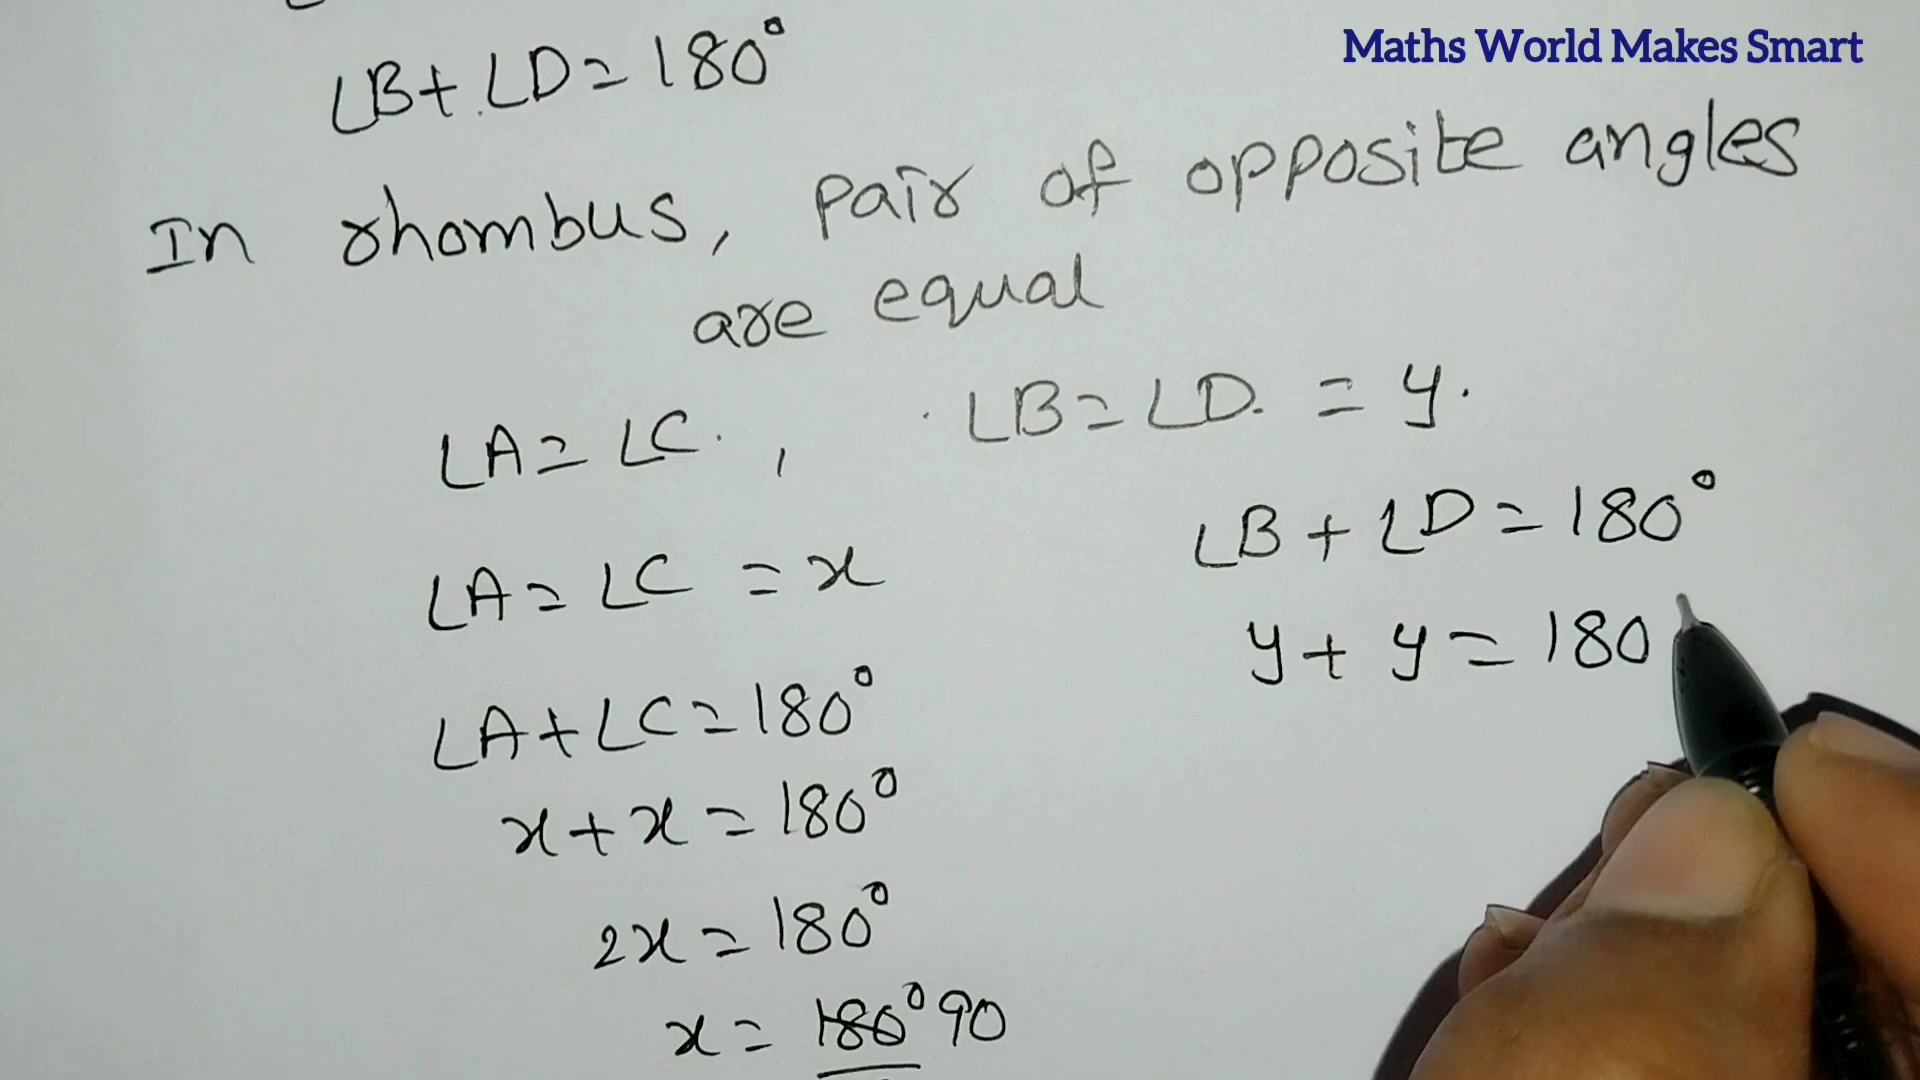 Maths World Makes Smart
∠B+∠D=180°
In rhombus, pair of opposite angles
are equal
∠A=∠C, ∠B=∠D. = y.
∠A=∠C = x
∠A+∠C=180°
x+x=180°
2x=180°
x=180° 90
∠B+∠D=180°
y+y=180